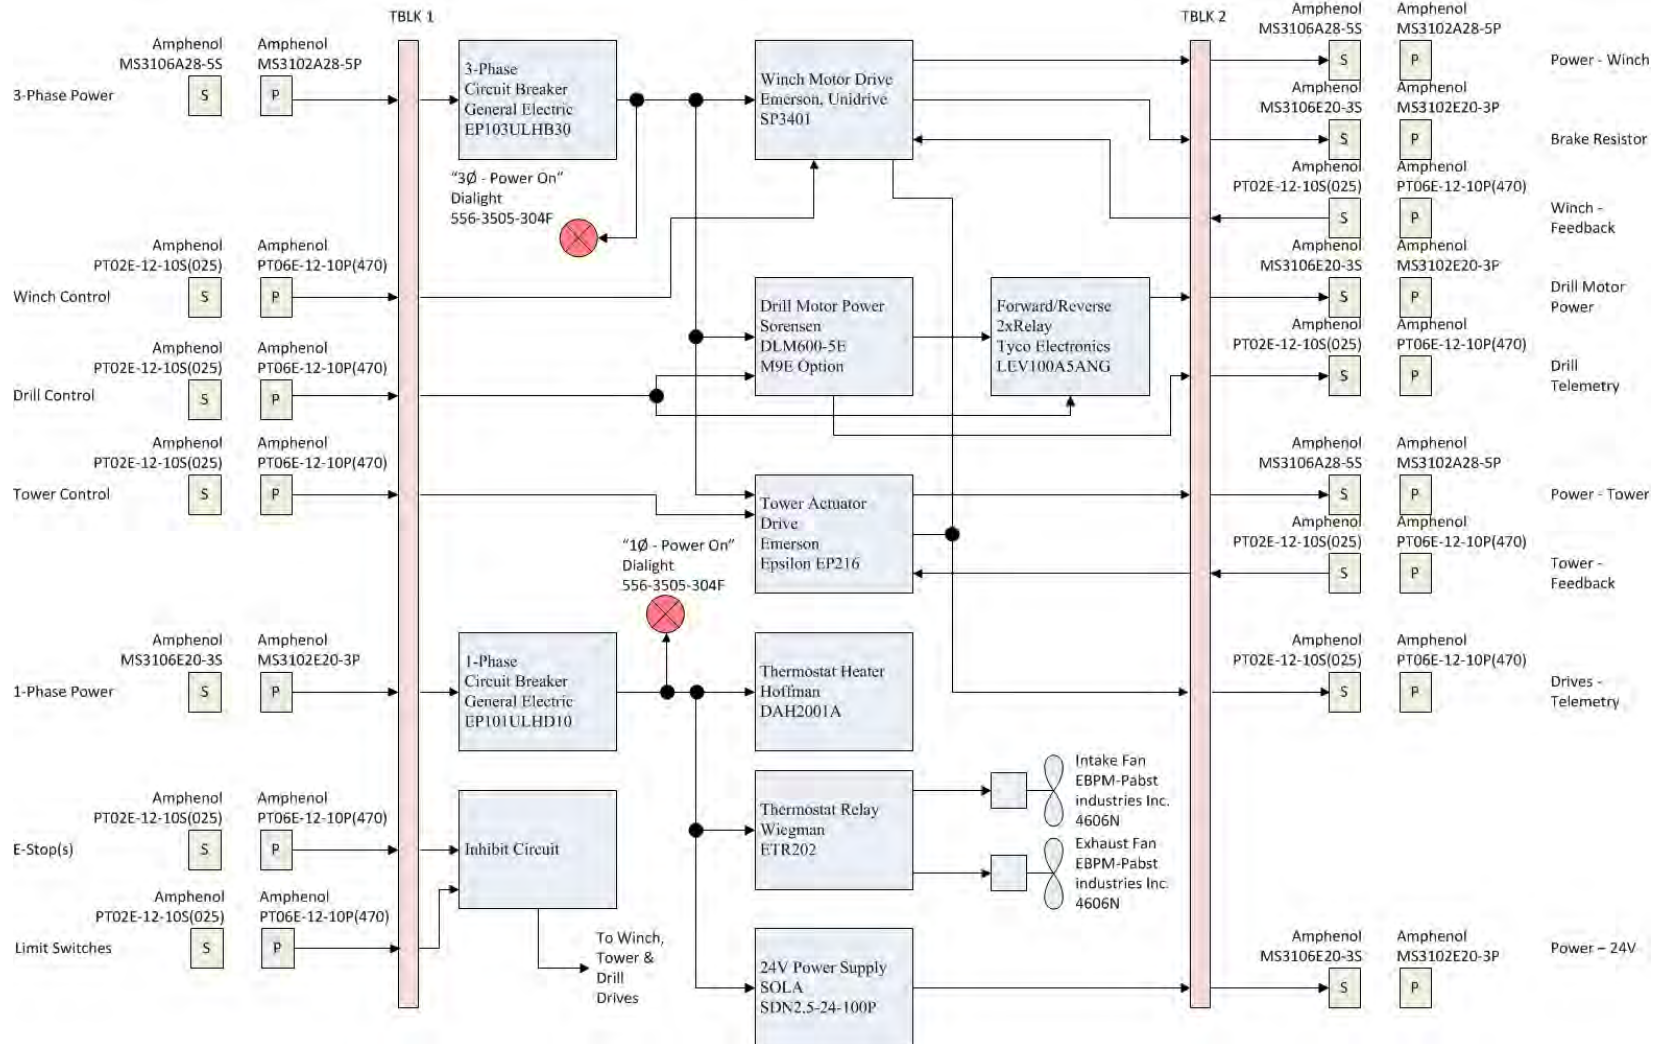 TBLK 1
TBLK 2
Amphenol
MS3106A28-5S
Amphenol
MS3102A28-5P
3-Phase Power
S
P
3-Phase
Circuit Breaker
General Electric
EP103ULHB30
"3Ø - Power On"
Dialight
556-3505-304F
Amphenol
PT02E-12-10S(025)
Amphenol
PT06E-12-10P(470)
Winch Control
S
P
Amphenol
PT02E-12-10S(025)
Amphenol
PT06E-12-10P(470)
Drill Control
S
P
Amphenol
PT02E-12-10S(025)
Amphenol
PT06E-12-10P(470)
Tower Control
S
P
Amphenol
MS3106E20-3S
Amphenol
MS3102E20-3P
1-Phase Power
S
P
1-Phase
Circuit Breaker
General Electric
EP101ULHD10
"1Ø - Power On"
Dialight
556-3505-304F
Amphenol
PT02E-12-10S(025)
Amphenol
PT06E-12-10P(470)
E-Stop(s)
S
P
Inhibit Circuit
Amphenol
PT02E-12-10S(025)
Amphenol
PT06E-12-10P(470)
Limit Switches
S
P
To Winch,
Tower &
Drill
Drives
Winch Motor Drive
Emerson, Unidrive
SP3401
Drill Motor Power
Sorensen
DLM600-5E
M9E Option
Forward/Reverse
2xRelay
Tyco Electronics
LEV100A5ANG
Tower Actuator
Drive
Emerson
Epsilon EP216
Thermostat Heater
Hoffman
DAH2001A
Thermostat Relay
Wiegman
ETR202
Intake Fan
EBPM-Pabst
industries Inc.
4606N
Exhaust Fan
EBPM-Pabst
industries Inc.
4606N
24V Power Supply
SOLA
SDN2.5-24-100P
Amphenol
MS3106A28-5S
Amphenol
MS3102A28-5P
S
P
Power - Winch
Amphenol
MS3106E20-3S
Amphenol
MS3102E20-3P
S
P
Brake Resistor
Amphenol
PT02E-12-10S(025)
Amphenol
PT06E-12-10P(470)
S
P
Winch -
Feedback
Amphenol
MS3106E20-3S
Amphenol
MS3102E20-3P
S
P
Drill Motor
Power
Amphenol
PT02E-12-10S(025)
Amphenol
PT06E-12-10P(470)
S
P
Drill
Telemetry
Amphenol
MS3106A28-5S
Amphenol
MS3102A28-5P
S
P
Power - Tower
Amphenol
PT02E-12-10S(025)
Amphenol
PT06E-12-10P(470)
S
P
Tower -
Feedback
Amphenol
PT02E-12-10S(025)
Amphenol
PT06E-12-10P(470)
S
P
Drives -
Telemetry
Amphenol
MS3106E20-3S
Amphenol
MS3102E20-3P
S
P
Power – 24V